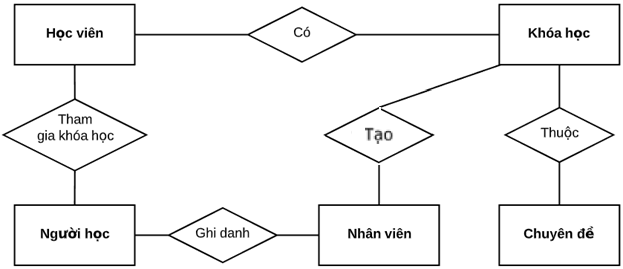 Học viên
Có
Khóa học
Tham
gia khóa học
Tạo
Thuộc
Người học
Ghi danh
Nhân viên
Chuyên đề